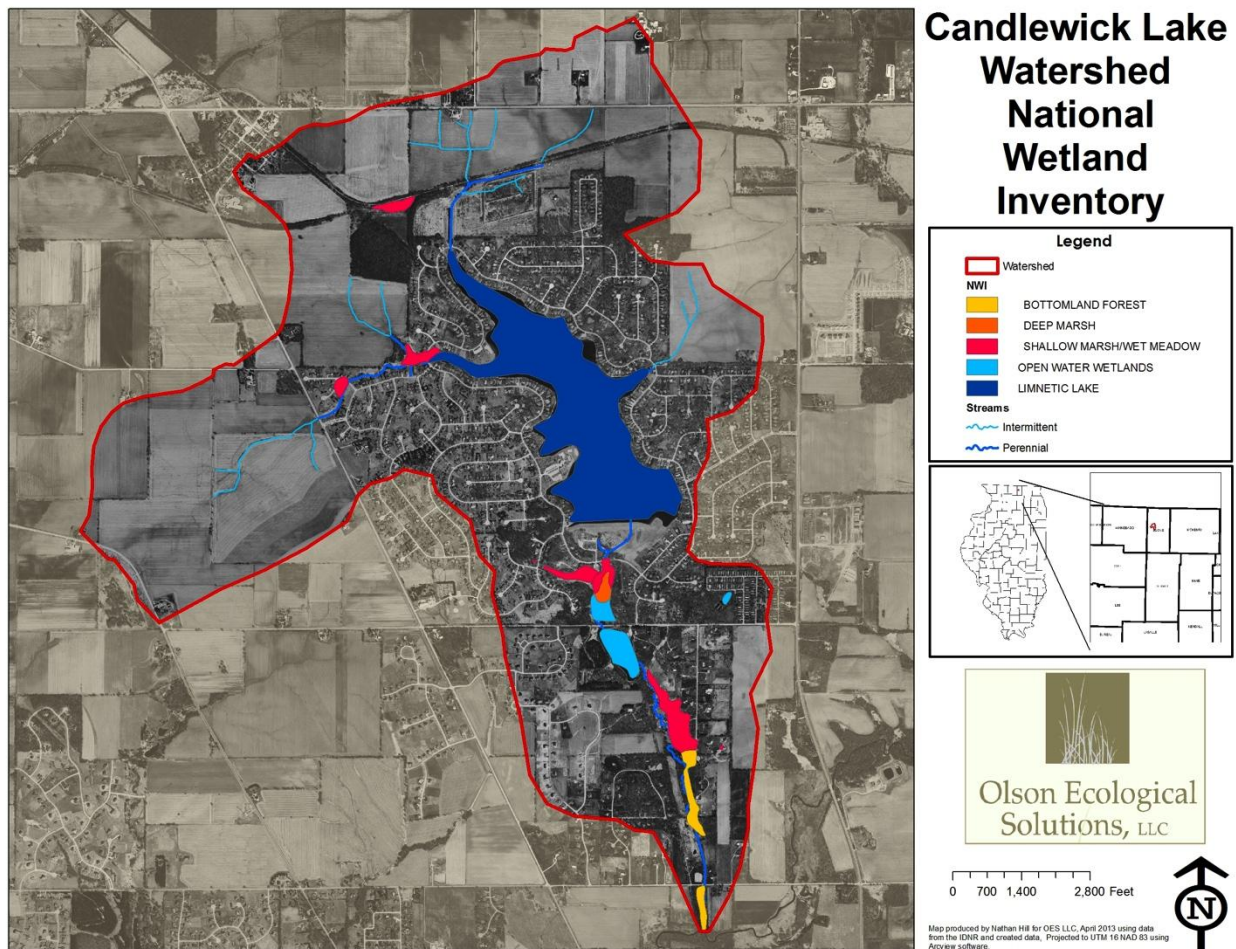 Candlewick Lake
Watershed
National
Wetland
Inventory
Legend
Watershed
NWI
BOTTOMLAND FOREST
DEEP MARSH
SHALLOW MARSH/WET MEADOW
OPEN WATER WETLANDS
LIMNETIC LAKE
Streams
Intermittent
Perennial
Olson Ecological
Solutions, LLC
0 700 1,400 2,800 Feet
N
Map produced by Nathan Hill for OES LLC, April 2013 using data
from the IDNR and created data, Projected to UTM 16 NAD 83 using
Arcview software.